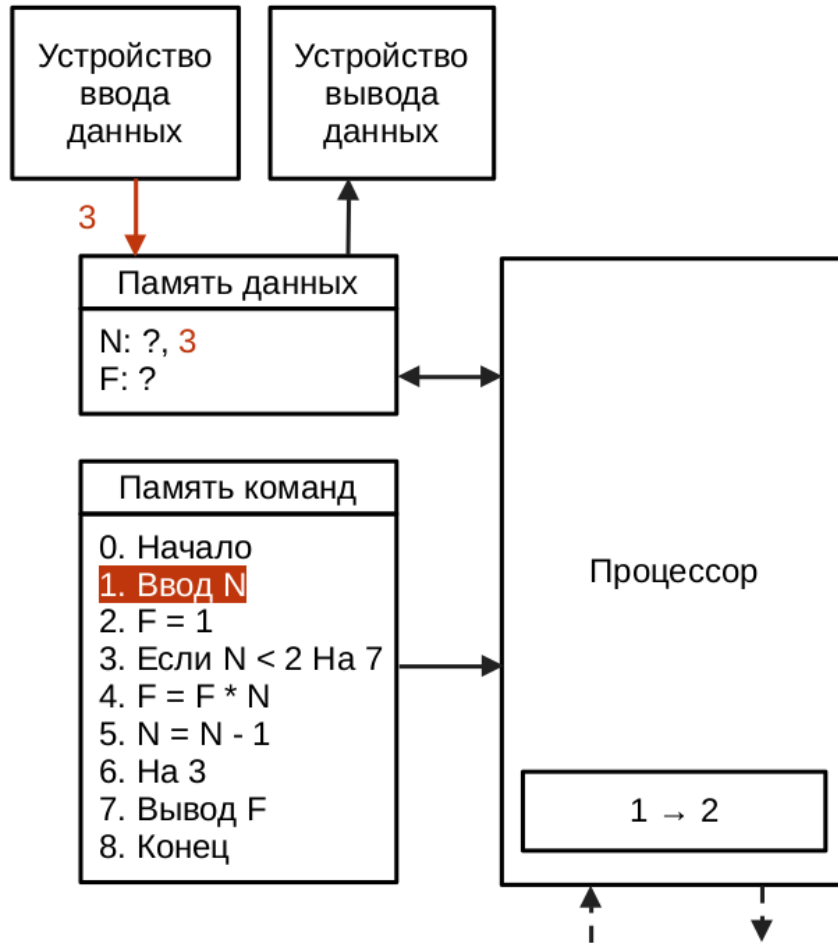 Устройство
ввода
данных
Устройство
вывода
данных
3
Память данных
N: ?, 3
F: ?
Память команд
0. Начало
1. Ввод N
2. F = 1
3. Если N < 2 На 7
4. F = F * N
5. N = N - 1
6. На 3
7. Вывод F
8. Конец
Процессор
1 → 2